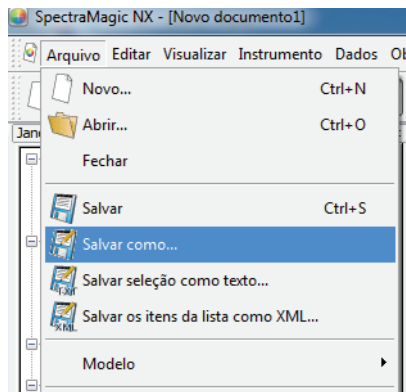 SpectraMagic NX - [Novo documento1]
Arquivo Editar Visualizar Instrumento Dados
Novo... Ctrl+N
Abrir... Ctrl+O
Fechar
Salvar Ctrl+S
Salvar como...
Salvar seleção como texto...
Salvar os itens da lista como XML...
Modelo